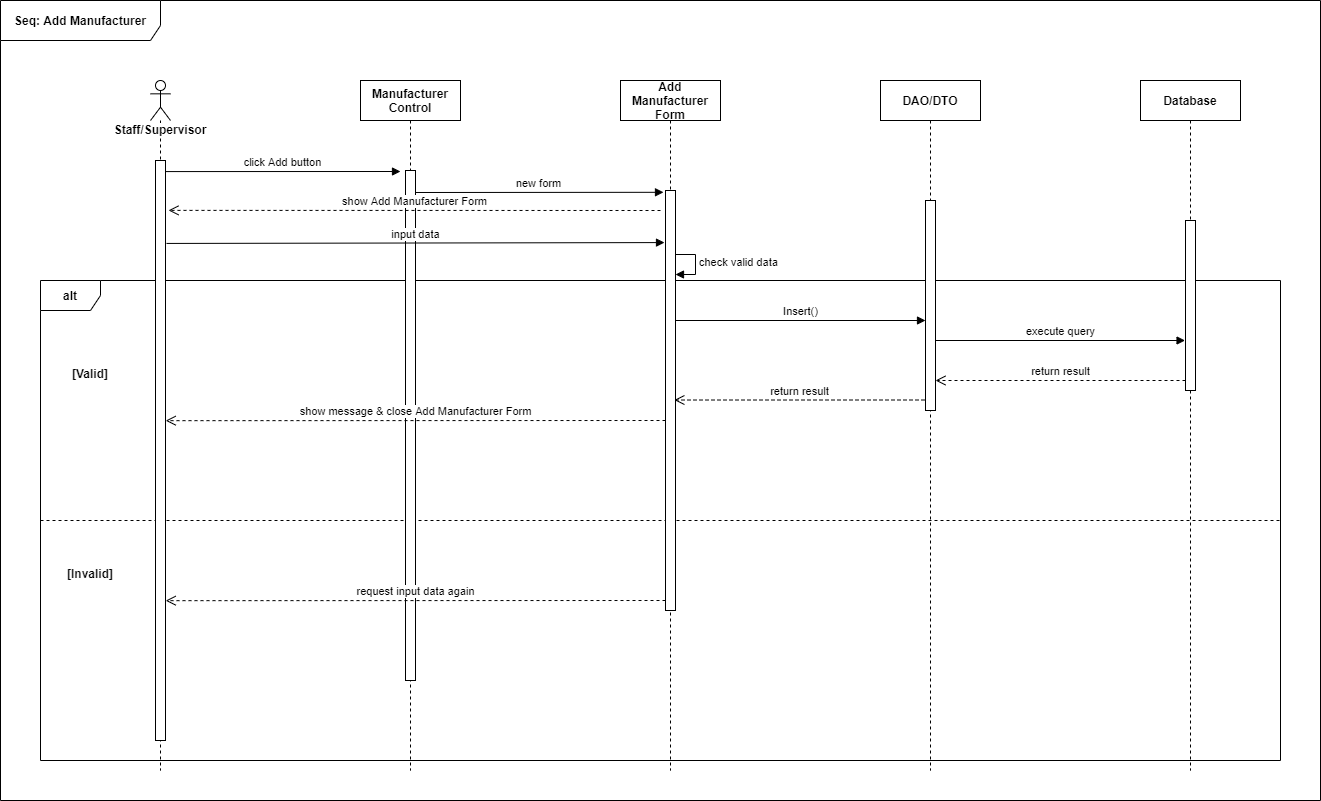 Seq: Add Manufacturer
Staff/Supervisor
Manufacturer
Control
Add
Manufacturer
Form
DAO/DTO
Database
click Add button
new form
show Add Manufacturer Form
input data
check valid data
alt
Insert()
execute query
[Valid]
return result
return result
show message & close Add Manufacturer Form
[Invalid]
request input data again